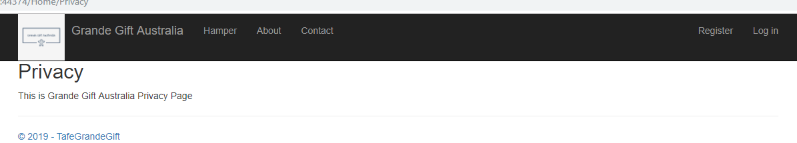 :44374/Home/Privacy
Grande Gift Australia Hamper About Contact Register Log in
Privacy
This is Grande Gift Australia Privacy Page
© 2019 - TafeGrandeGift